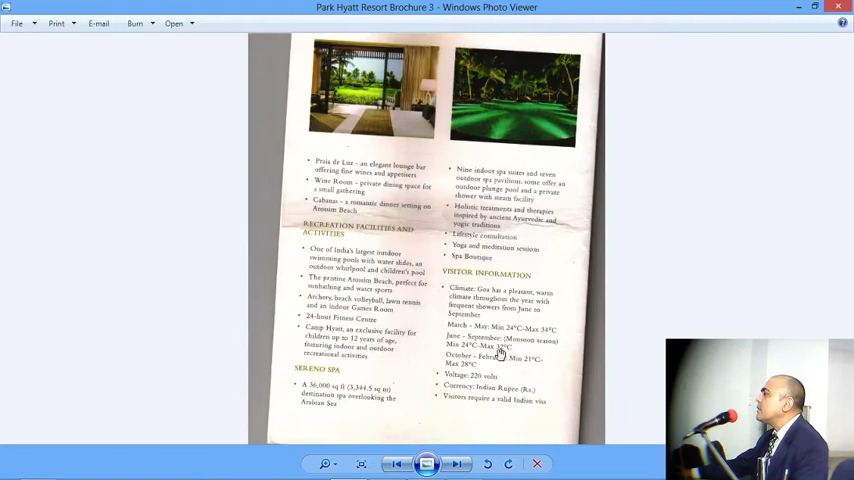 Park Hyatt Resort Brochure 3 - Windows Photo Viewer
File Print E-mail Burn Open
• Praia de Luz - an elegant lounge bar
offering fine wines and appetisers
• Wine Room - private dining space for
a small gathering
• Cabanas - a romantic dinner setting on
Arossim Beach
RECREATION FACILITIES AND
ACTIVITIES
• One of India's largest outdoor
swimming pools with water slides, an
outdoor whirlpool and children's pool
• The pristine Arossim Beach, perfect for
sunbathing and water sports
• Archery, beach volleyball, lawn tennis
and an indoor Games Room
• 24-hour Fitness Centre
• Camp Hyatt, an exclusive facility for
children up to 12 years of age,
featuring indoor and outdoor
recreational activities
SERENO SPA
• A 36,000 sq ft (3,344.5 sq m)
destination spa overlooking the
Arabian Sea
• Nine indoor spa suites and seven
outdoor spa pavilions, some offer an
outdoor plunge pool and a private
shower with steam facility
• Holistic treatments and therapies
inspired by ancient Ayurvedic and
yogic traditions
• Lifestyle consultation
• Yoga and meditation sessions
• Spa Boutique
VISITOR INFORMATION
• Climate: Goa has a pleasant, warm
climate throughout the year with
frequent showers from June to
September
March - May: Min 24°C-Max 34°C
June - September: (Monsoon season)
Min 24°C-Max 32°C
October - Min 21°C-
Max 28°C
• Voltage: 220 volts
• Currency: Indian Rupee (Rs.)
• Visitors require a valid Indian visa